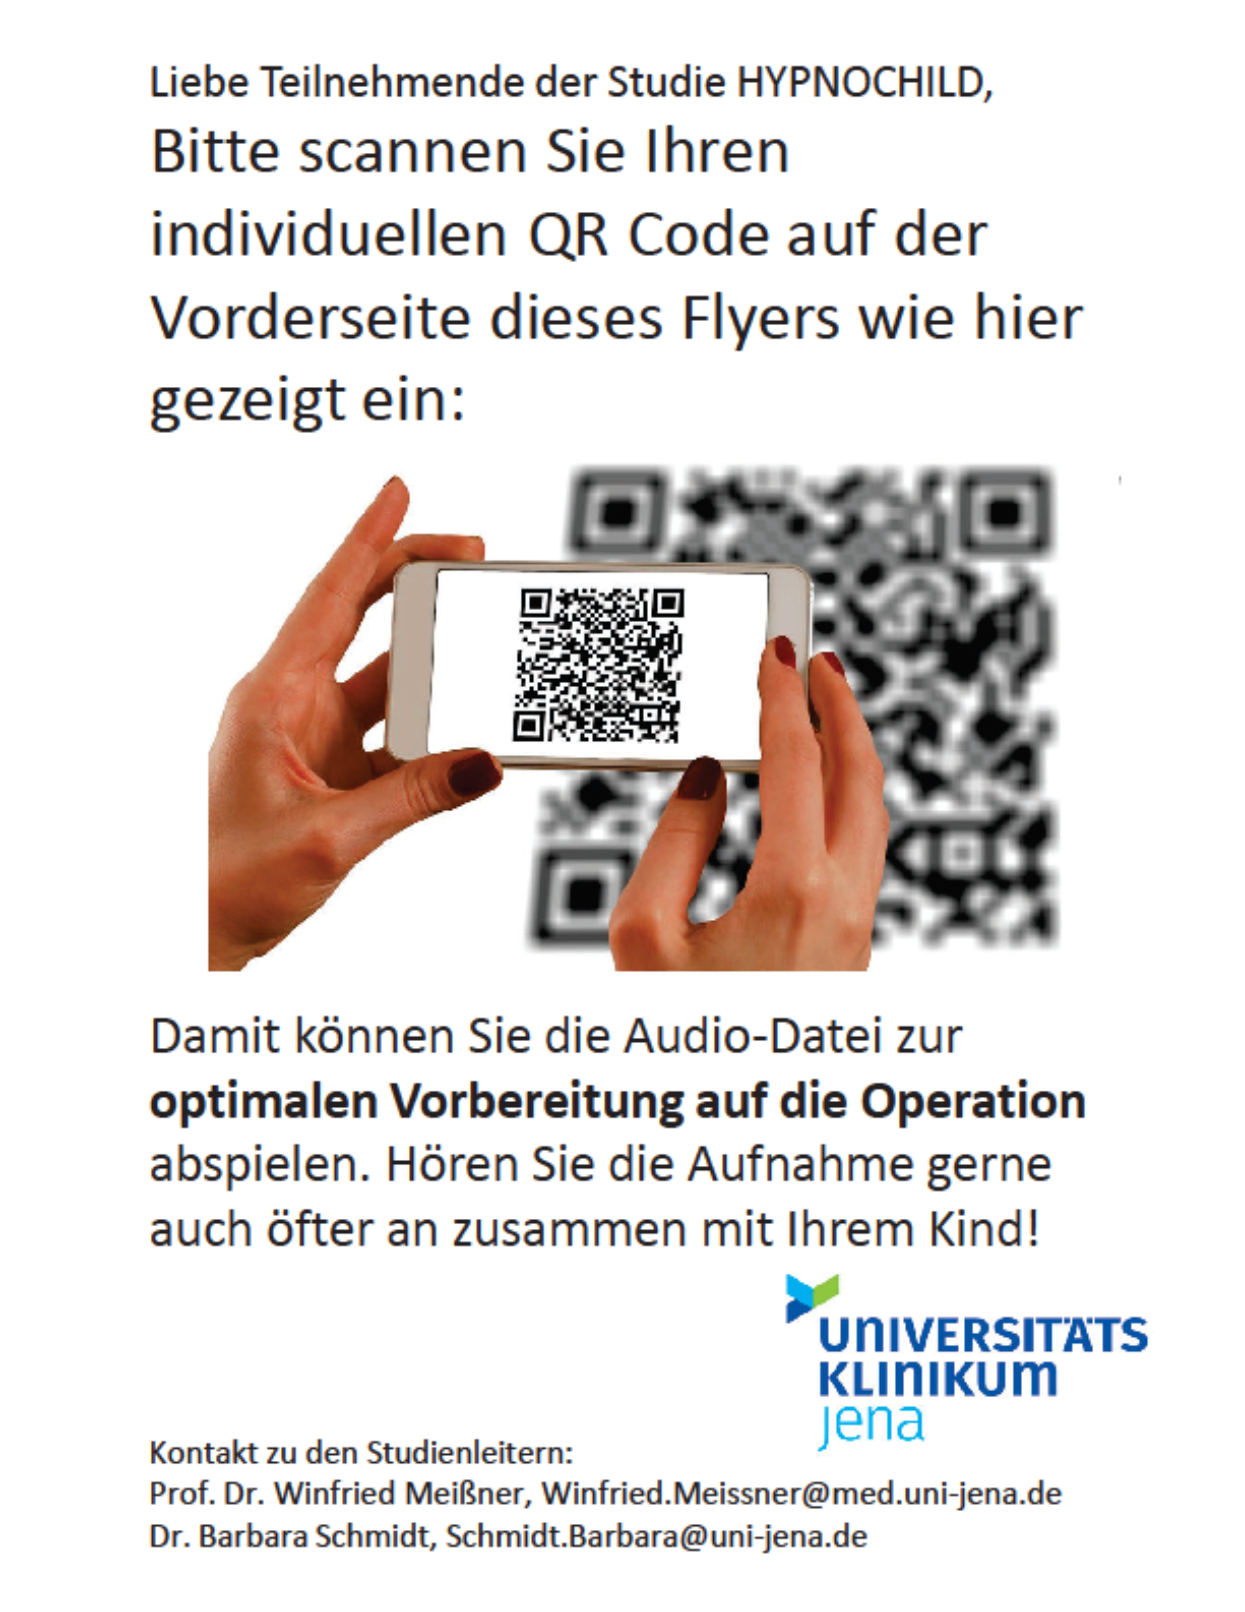 Liebe Teilnehmende der Studie HYPNOCHILD,
Bitte scannen Sie Ihren
individuellen QR Code auf der
Vorderseite dieses Flyers wie hier
gezeigt ein:
Damit können Sie die Audio-Datei zur
optimalen Vorbereitung auf die Operation
abspielen. Hören Sie die Aufnahme gerne
auch öfter an zusammen mit Ihrem Kind!
UNIVERSITÄTS
KLINIKUM
jena
Kontakt zu den Studienleitern:
Prof. Dr. Winfried Meißner, Winfried.Meissner@med.uni-jena.de
Dr. Barbara Schmidt, Schmidt.Barbara@uni-jena.de